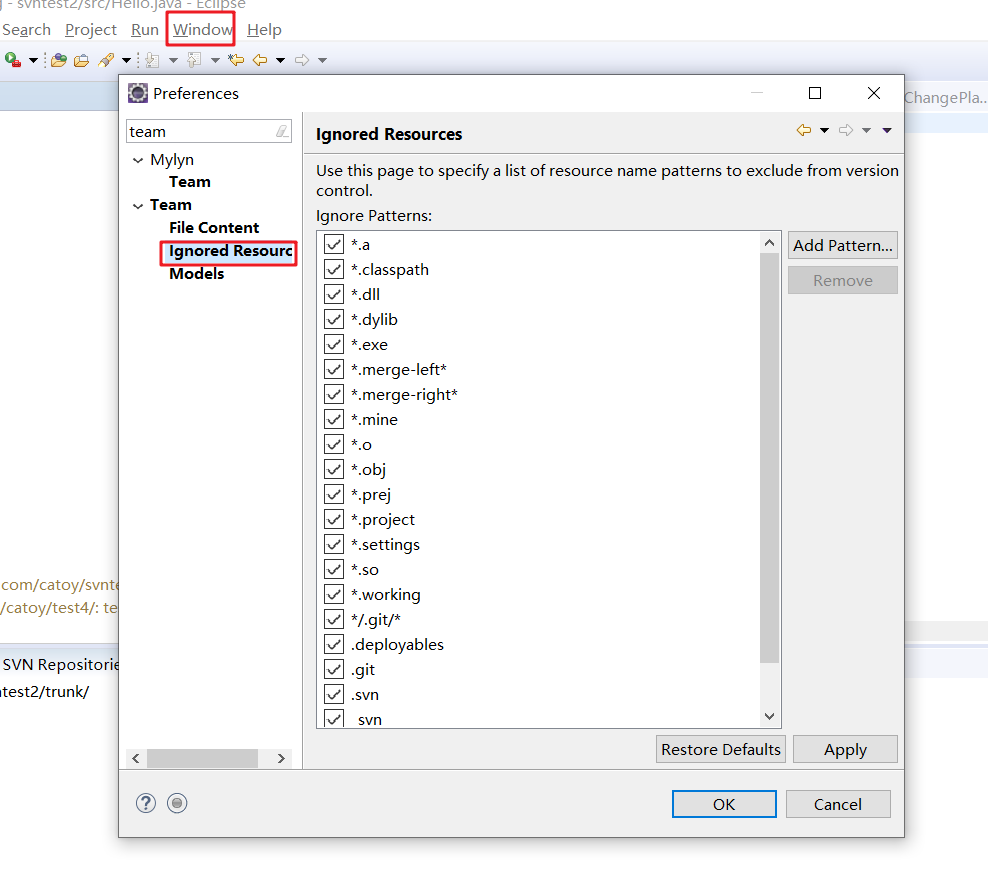 - svntest2/src/Hello.java - Eclipse
Search Project Run Window Help
Preferences
ChangePla...
team
Mylyn
Team
Team
File Content
Ignored Resourc
Models
Ignored Resources
Use this page to specify a list of resource name patterns to exclude from version
control.
Ignore Patterns:
*.a
*.classpath
*.dll
*.dylib
*.exe
*.merge-left*
*.merge-right*
*.mine
*.o
*.obj
*.prej
*.project
*.settings
*.so
*.working
*/.git/*
.deployables
.git
.svn
_svn
Add Pattern...
Remove
Restore Defaults Apply
OK Cancel
com/catoy/svnte
/catoy/test4/: te
SVN Repositorie
ntest2/trunk/